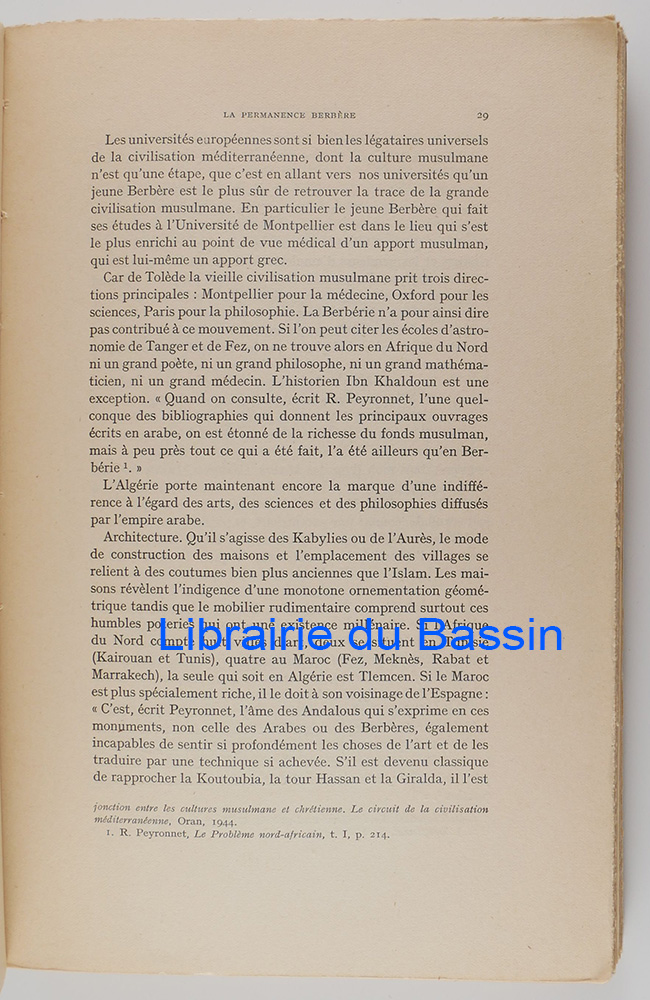 LA PERMANENCE BERBÈRE 29
Les universités européennes sont si bien les légataires universels
de la civilisation méditerranéenne, dont la culture musulmane
n'est qu'une étape, que c'est en allant vers nos universités qu'un
jeune Berbère est le plus sûr de retrouver la trace de la grande
civilisation musulmane. En particulier le jeune Berbère qui fait
ses études à l'Université de Montpellier est dans le lieu qui s'est
le plus enrichi au point de vue médical d'un apport musulman,
qui est lui-même un apport grec.
Car de Tolède la vieille civilisation musulmane prit trois direc-
tions principales : Montpellier pour la médecine, Oxford pour les
sciences, Paris pour la philosophie. La Berbérie n'a pour ainsi dire
pas contribué à ce mouvement. Si l'on peut citer les écoles d'astro-
nomie de Tanger et de Fez, on ne trouve alors en Afrique du Nord
ni un grand poète, ni un grand philosophe, ni un grand mathéma-
ticien, ni un grand médecin. L'historien Ibn Khaldoun est une
exception. « Quand on consulte, écrit R. Peyronnet, l'une quel-
conque des bibliographies qui donnent les principaux ouvrages
écrits en arabe, on est étonné de la richesse du fonds musulman,
mais à peu près tout ce qui a été fait, l'a été ailleurs qu'en Ber-
bérie ¹. »
L'Algérie porte maintenant encore la marque d'une indiffé-
rence à l'égard des arts, des sciences et des philosophies diffusés
par l'empire arabe.
Architecture. Qu'il s'agisse des Kabylies ou de l'Aurès, le mode
de construction des maisons et l'emplacement des villages se
relient à des coutumes bien plus anciennes que l'Islam. Les mai-
sons révèlent l'indigence d'une monotone ornementation géomé-
trique tandis que le mobilier rudimentaire comprend surtout ces
humbles poteries qui ont une existence millénaire. Si l'Afrique
du Nord compte huit villes d'art, deux se situent en Tunisie
Librairie du Bassin
(Kairouan et Tunis), quatre au Maroc (Fez, Meknès, Rabat et
Marrakech), la seule qui soit en Algérie est Tlemcen. Si le Maroc
est plus spécialement riche, il le doit à son voisinage de l'Espagne :
« C'est, écrit Peyronnet, l'âme des Andalous qui s'exprime en ces
monuments, non celle des Arabes ou des Berbères, également
incapables de sentir si profondément les choses de l'art et de les
traduire par une technique si achevée. S'il est devenu classique
de rapprocher la Koutoubia, la tour Hassan et la Giralda, il l'est
jonction entre les cultures musulmane et chrétienne. Le circuit de la civilisation
méditerranéenne, Oran, 1944.
1. R. Peyronnet, Le Problème nord-africain, t. I, p. 214.